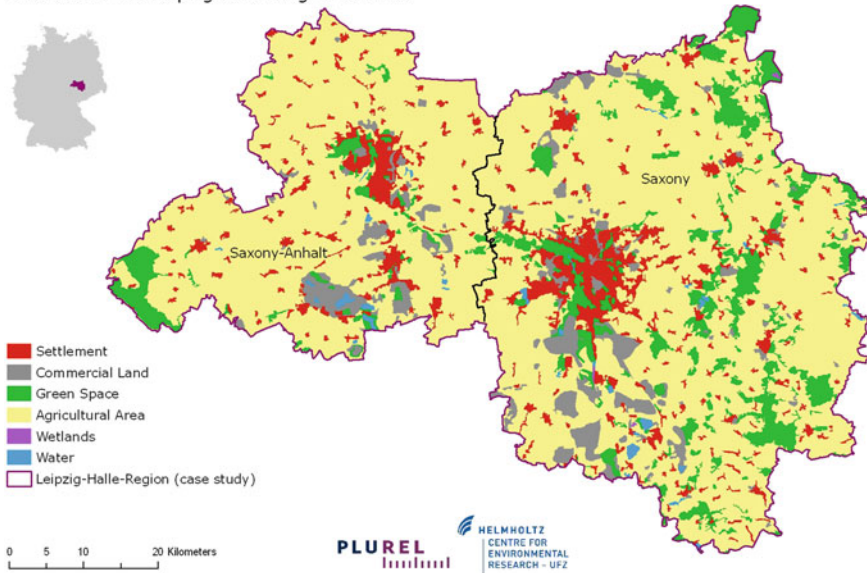 Saxony
Saxony-Anhalt
Settlement
Commercial Land
Green Space
Agricultural Area
Wetlands
Water
Leipzig-Halle-Region (case study)
0 5 10 20 Kilometers
PLUREL
HELMHOLTZ
CENTRE FOR
ENVIRONMENTAL
RESEARCH – UFZ